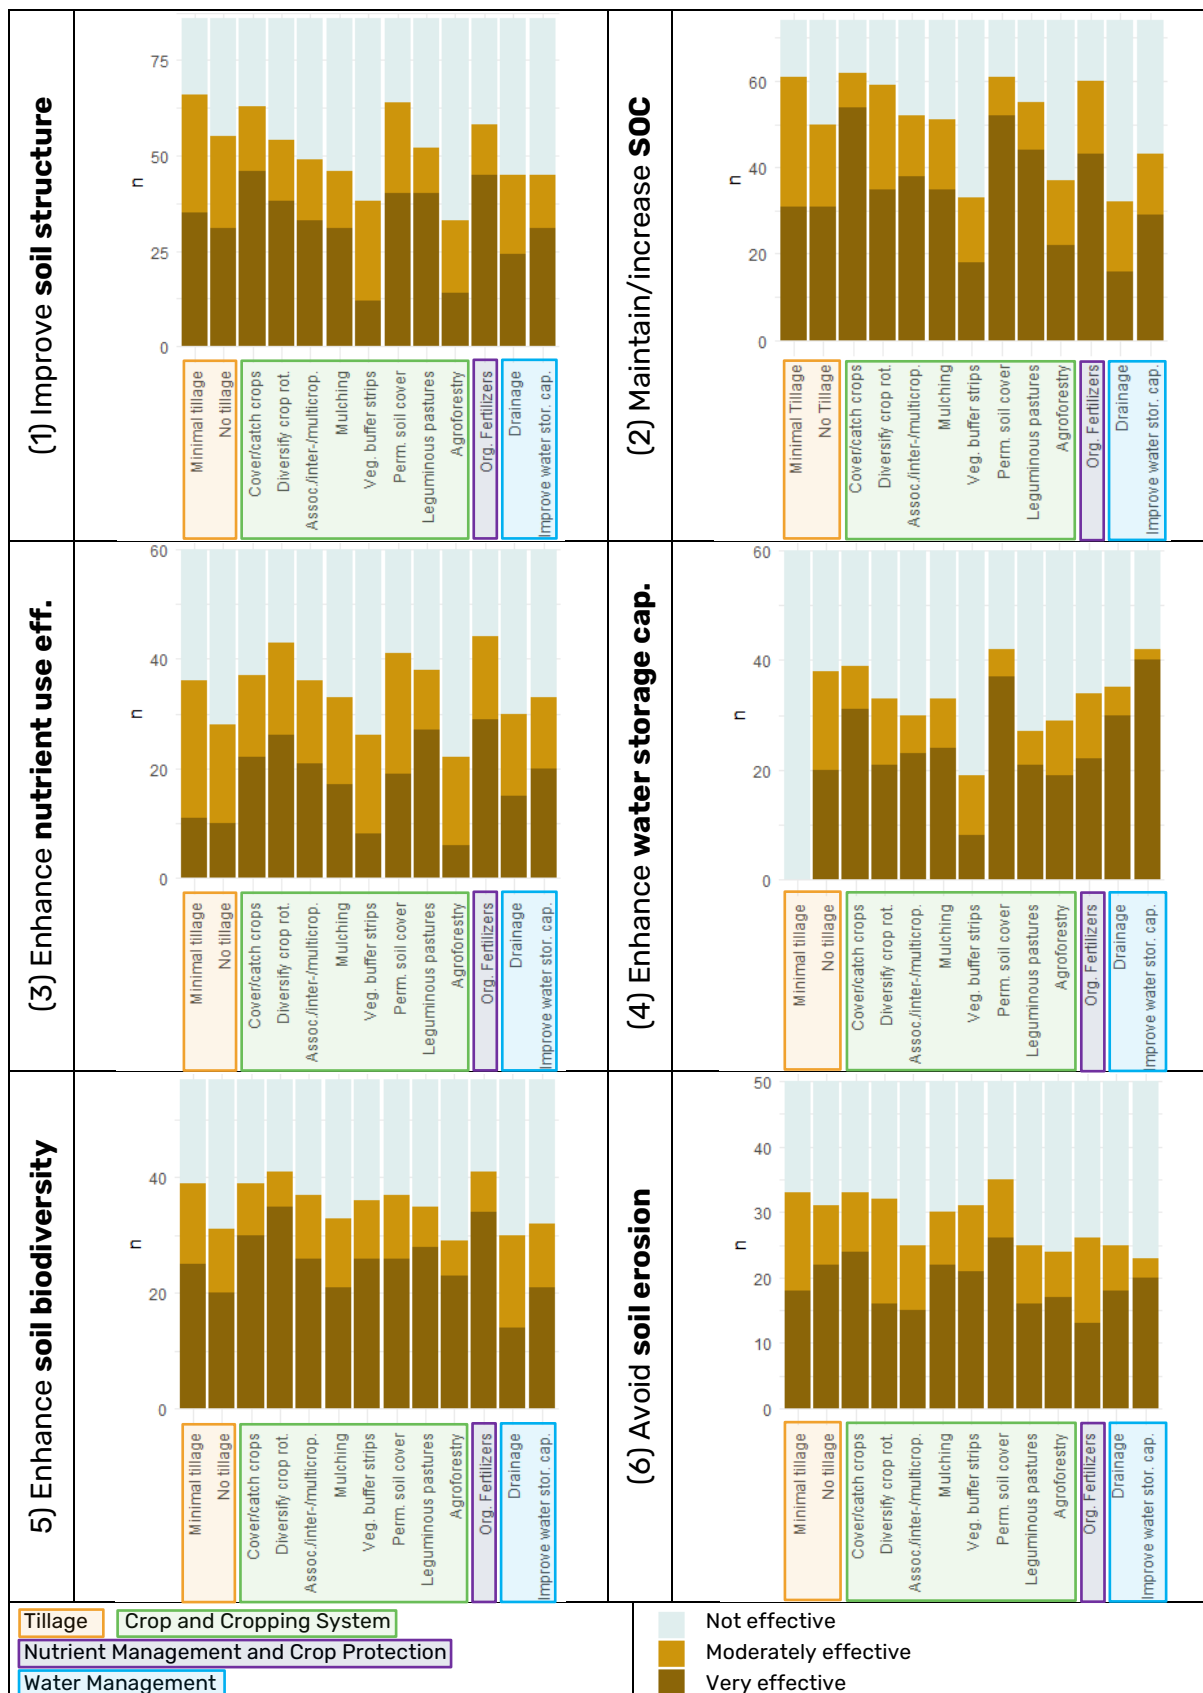 (1) Improve soil structure
n
75
50
25
0
Minimal tillage
No tillage
Cover/catch crops
Diversify crop rot.
Assoc./inter-/multicrop.
Mulching
Veg. buffer strips
Perm. soil cover
Leguminous pastures
Agroforestry
Org. Fertilizers
Drainage
Improve water stor. cap.
(2) Maintain/increase SOC
n
60
40
20
0
Minimal Tillage
No Tillage
Cover/catch crops
Diversify crop rot.
Assoc./inter-/multicrop.
Mulching
Veg. buffer strips
Perm. soil cover
Leguminous pastures
Agroforestry
Org. Fertilizers
Drainage
Improve water stor. cap.
(3) Enhance nutrient use eff.
n
60
40
20
0
Minimal tillage
No tillage
Cover/catch crops
Diversify crop rot.
Assoc./inter-/multicrop.
Mulching
Veg. buffer strips
Perm. soil cover
Leguminous pastures
Agroforestry
Org. Fertilizers
Drainage
Improve water stor. cap.
(4) Enhance water storage cap.
n
60
40
20
0
Minimal tillage
No tillage
Cover/catch crops
Diversify crop rot.
Assoc./inter-/multicrop.
Mulching
Veg. buffer strips
Perm. soil cover
Leguminous pastures
Agroforestry
Org. Fertilizers
Drainage
Improve water stor. cap.
5) Enhance soil biodiversity
n
40
20
0
Minimal tillage
No tillage
Cover/catch crops
Diversify crop rot.
Assoc./inter-/multicrop.
Mulching
Veg. buffer strips
Perm. soil cover
Leguminous pastures
Agroforestry
Org. Fertilizers
Drainage
Improve water stor. cap.
(6) Avoid soil erosion
n
50
40
30
20
10
0
Minimal tillage
No tillage
Cover/catch crops
Diversify crop rot.
Assoc./inter-/multicrop.
Mulching
Veg. buffer strips
Perm. soil cover
Leguminous pastures
Agroforestry
Org. Fertilizers
Drainage
Improve water stor. cap.
Tillage
Crop and Cropping System
Nutrient Management and Crop Protection
Water Management
Not effective
Moderately effective
Very effective